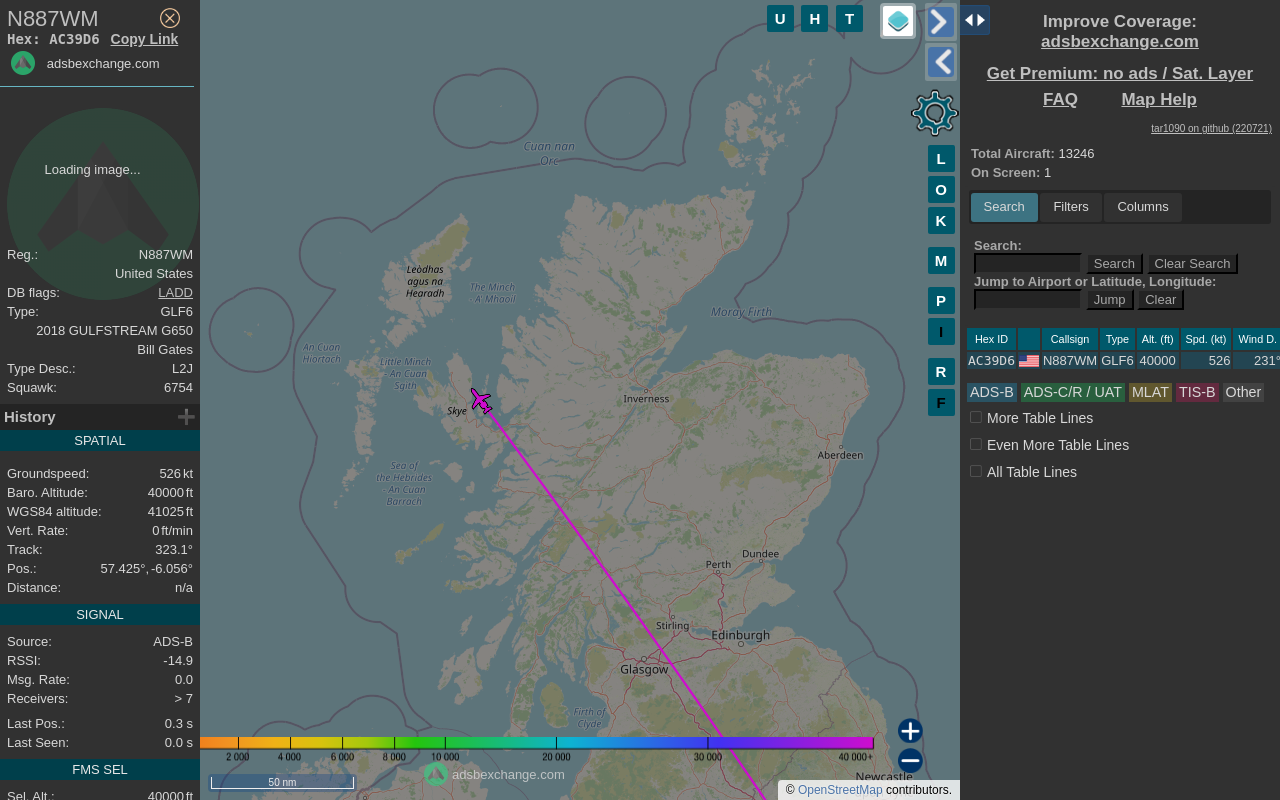 N887WM
Hex: AC39D6 Copy Link
adsbexchange.com
Loading image...
Reg.: N887WM
United States
DB flags: LADD
Type: GLF6
2018 GULFSTREAM G650
Bill Gates
Type Desc.: L2J
Squawk: 6754
History
SPATIAL
Groundspeed: 526 kt
Baro. Altitude: 40000 ft
WGS84 altitude: 41025 ft
Vert. Rate: 0 ft/min
Track: 323.1°
Pos.: 57.425°, -6.056°
Distance: n/a
SIGNAL
Source: ADS-B
RSSI: -14.9
Msg. Rate: 0.0
Receivers: > 7
Last Pos.: 0.3 s
Last Seen: 0.0 s
FMS SEL
Sel. Alt.: 40000 ft
U H T
L
O
K
M
P
I
R
F
Cuan nan
Orc
Leòdhas
agus na
Hearadh
The Minch
- A' Mhaoil
Moray Firth
An Cuan
Hiortach
Little Minch
- An Cuan
Sgith
Skye
Inverness
Aberdeen
Sea of
the Hebrides
- An Cuan
Barrach
Dundee
Perth
Stirling
Edinburgh
Glasgow
Firth of
Clyde
Newcastle
2 000 4 000 6 000 8 000 10 000 20 000 30 000 40 000+
50 nm
adsbexchange.com
© OpenStreetMap contributors.
Improve Coverage:
adsbexchange.com
Get Premium: no ads / Sat. Layer
FAQ Map Help
tar1090 on github (220721)
Total Aircraft: 13246
On Screen: 1
Search Filters Columns
Search:
Search Clear Search
Jump to Airport or Latitude, Longitude:
Jump Clear
Hex ID Callsign Type Alt. (ft) Spd. (kt) Wind D.
AC39D6 N887WM GLF6 40000 526 231°
ADS-B ADS-C/R / UAT MLAT TIS-B Other
More Table Lines
Even More Table Lines
All Table Lines